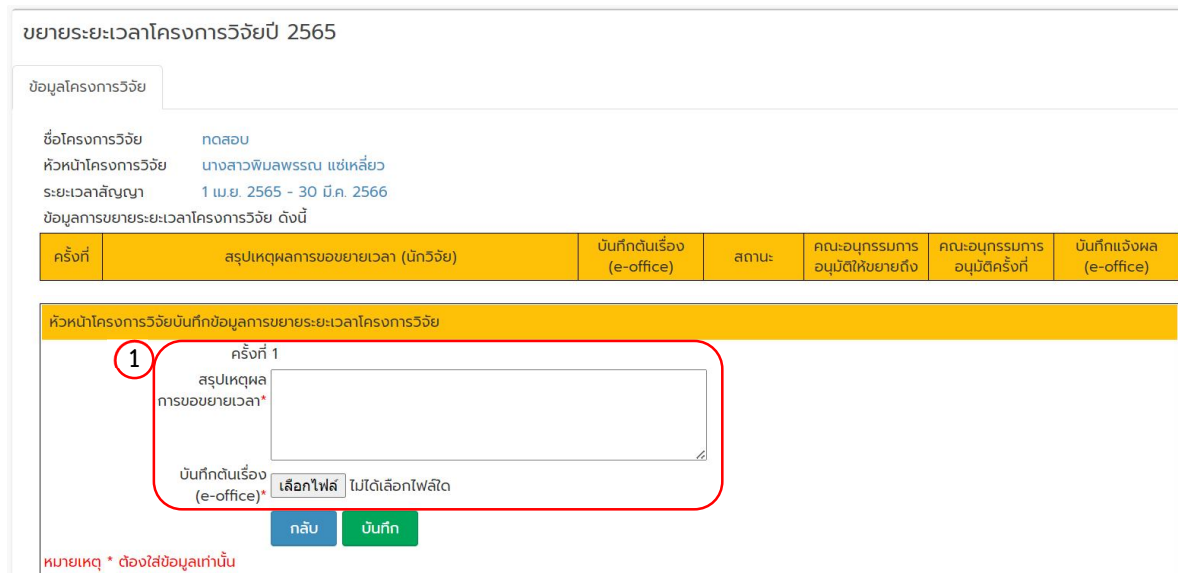 ขยายระยะเวลาโครงการวิจัยปี 2565
ข้อมูลโครงการวิจัย
ชื่อโครงการวิจัย ทดสอบ
หัวหน้าโครงการวิจัย นางสาวพิมลพรรณ แซ่เหลี่ยว
ระยะเวลาสัญญา 1 เม.ย. 2565 - 30 มี.ค. 2566
ข้อมูลการขยายระยะเวลาโครงการวิจัย ดังนี้
ครั้งที่ สรุปเหตุผลการขอขยายเวลา (นักวิจัย) บันทึกต้นเรื่อง (e-office) สถานะ คณะอนุกรรมการ อนุมัติให้ขยายถึง คณะอนุกรรมการ อนุมัติครั้งที่ บันทึกแจ้งผล (e-office)
หัวหน้าโครงการวิจัยบันทึกข้อมูลการขยายระยะเวลาโครงการวิจัย
1 ครั้งที่ 1
สรุปเหตุผล
การขอขยายเวลา*
บันทึกต้นเรื่อง
(e-office)* เลือกไฟล์ ไม่ได้เลือกไฟล์ใด
กลับ บันทึก
หมายเหตุ * ต้องใส่ข้อมูลเท่านั้น